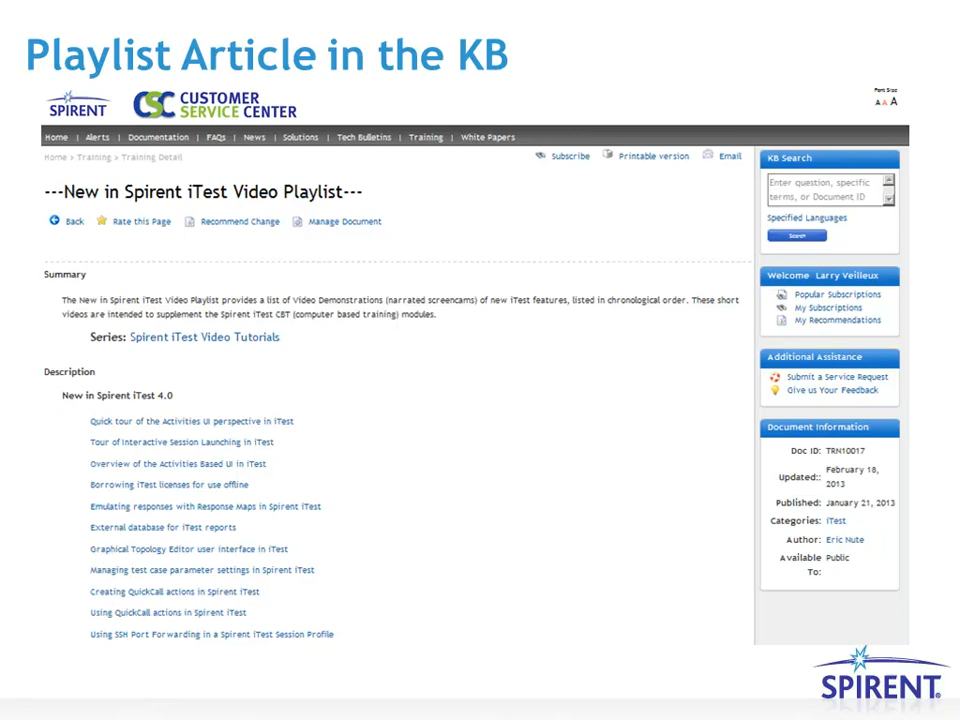 Playlist Article in the KB
SPIRENT
CSC CUSTOMER SERVICE CENTER
Font Size
A A A
Home | Alerts | Documentation | FAQs | News | Solutions | Tech Bulletins | Training | White Papers
Home > Training > Training Detail
Subscribe Printable version Email
---New in Spirent iTest Video Playlist---
Back Rate this Page Recommend Change Manage Document
Summary
The New in Spirent iTest Video Playlist provides a list of Video Demonstrations (narrated screencams) of new iTest features, listed in chronological order. These short
videos are intended to supplement the Spirent iTest CBT (computer based training) modules.
Series: Spirent iTest Video Tutorials
Description
New in Spirent iTest 4.0
Quick tour of the Activities UI perspective in iTest
Tour of Interactive Session Launching in iTest
Overview of the Activities Based UI in iTest
Borrowing iTest licenses for use offline
Emulating responses with Response Maps in Spirent iTest
External database for iTest reports
Graphical Topology Editor user interface in iTest
Managing test case parameter settings in Spirent iTest
Creating QuickCall actions in Spirent iTest
Using QuickCall actions in Spirent iTest
Using SSH Port Forwarding in a Spirent iTest Session Profile
KB Search
Enter question, specific
terms, or Document ID
Specified Languages
Search
Welcome Larry Veilleux
Popular Subscriptions
My Subscriptions
My Recommendations
Additional Assistance
Submit a Service Request
Give us Your Feedback
Document Information
Doc ID: TRN10017
Updated:: February 18,
2013
Published: January 21, 2013
Categories: iTest
Author: Eric Nute
Available Public
To:
SPIRENT®